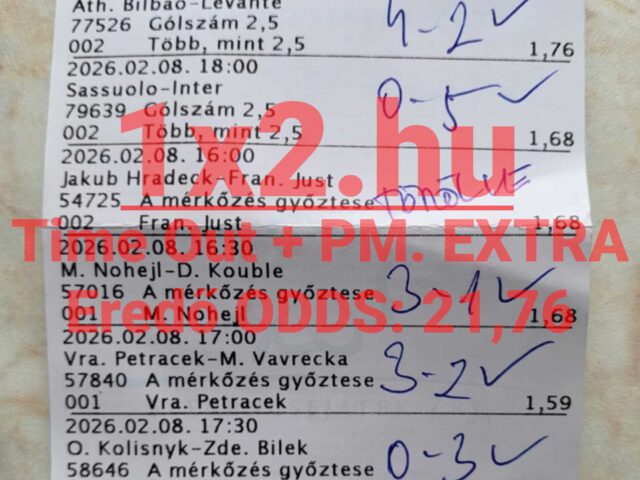 Ath. Bilbao-Levante
77526 Gólszám 2,5 4-2 ✓
002 Több, mint 2,5 1,76
2026.02.08. 18:00
Sassuolo-Inter
79639 Gólszám 2,5 0-5 ✓
002 Több, mint 2,5 1,68
1x2.hu
2026.02.08. 16:00
Jakub Hradeck-Fran. Just
54725 A mérkőzés győztese TÖRÖLVE
002 Fran. Just 1,68
Time Out + PM. EXTRA
2026.02.08. 16:30
M. Nohejl-D. Kouble
57016 A mérkőzés győztese 3-1 ✓
001 M. Nohejl 1,68
Eredő ODDS: 21,76
2026.02.08. 17:00
Vra. Petracek-M. Vavrecka
57840 A mérkőzés győztese 3-2 ✓
001 Vra. Petracek 1,59
2026.02.08. 17:30
O. Kolisnyk-Zde. Bilek
58646 A mérkőzés győztese 0-3 ✓